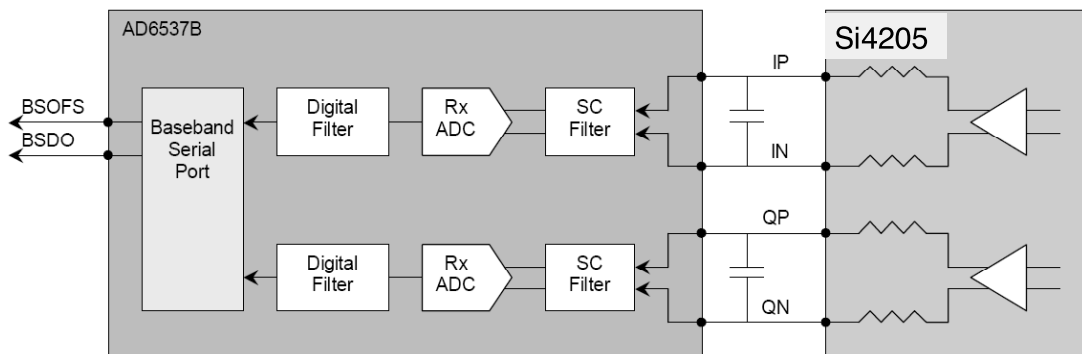 AD6537B
Si4205
BSOFS
BSDO
Baseband
Serial
Port
Digital
Filter
Rx
ADC
SC
Filter
IP
IN
Digital
Filter
Rx
ADC
SC
Filter
QP
QN